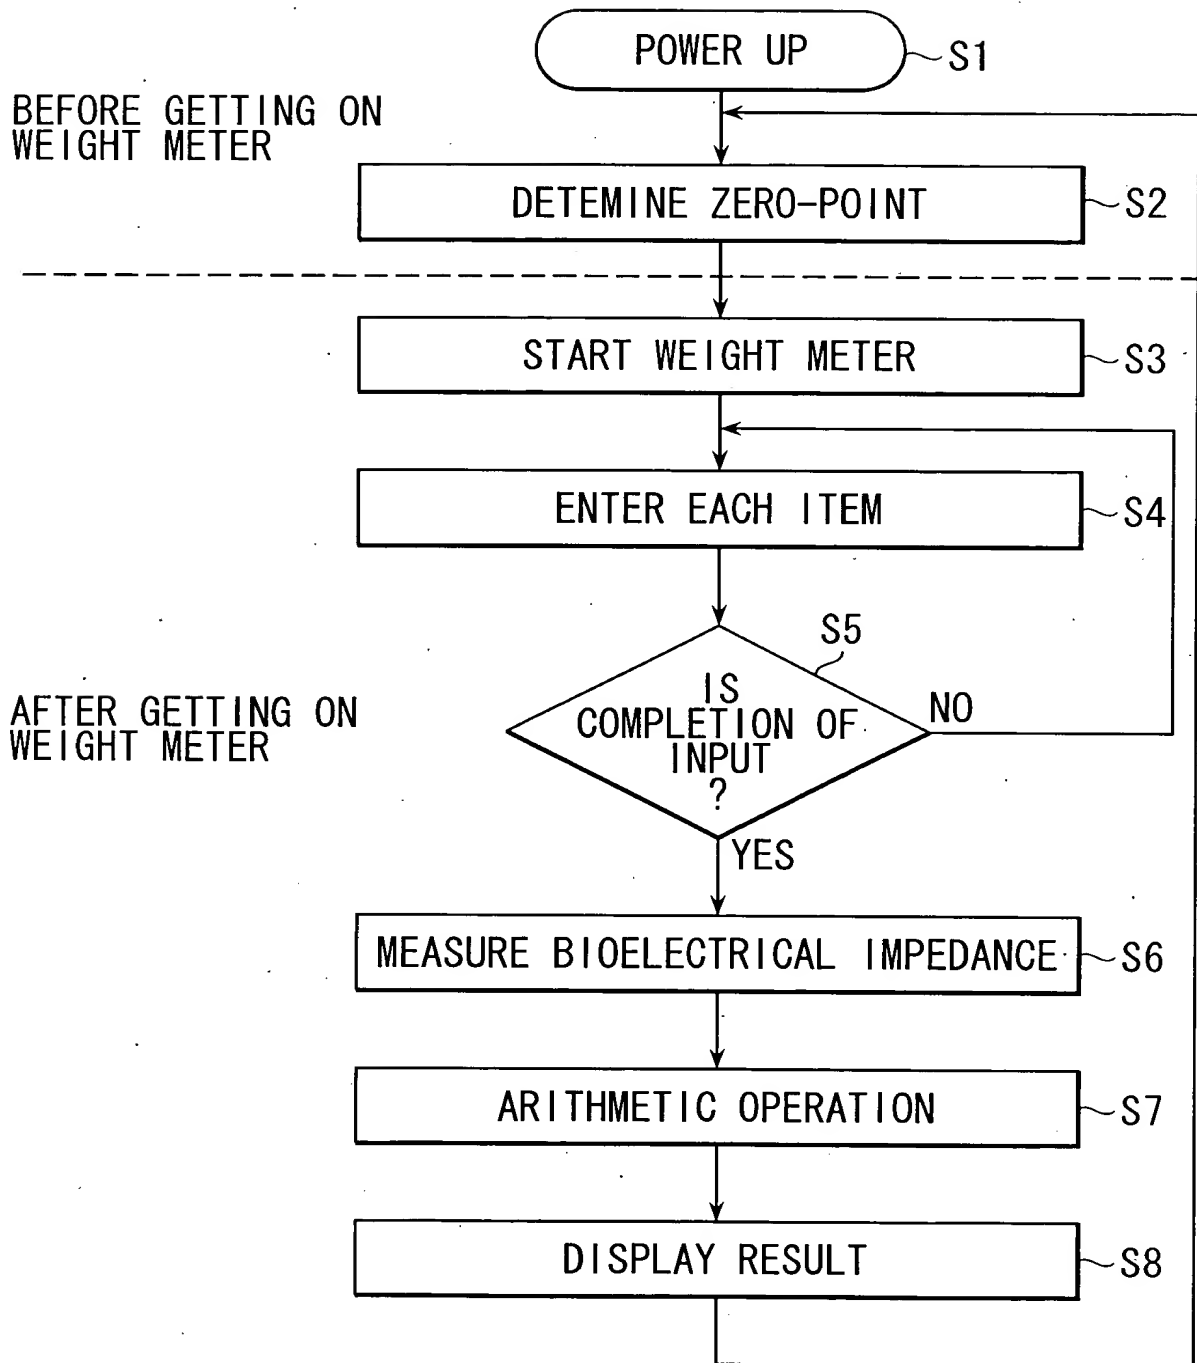 POWER UP
S1
BEFORE GETTING ON
WEIGHT METER
DETEMINE ZERO-POINT
S2
START WEIGHT METER
S3
ENTER EACH ITEM
S4
S5
IS
COMPLETION OF
INPUT
?
NO
AFTER GETTING ON
WEIGHT METER
YES
MEASURE BIOELECTRICAL IMPEDANCE
S6
ARITHMETIC OPERATION
S7
DISPLAY RESULT
S8